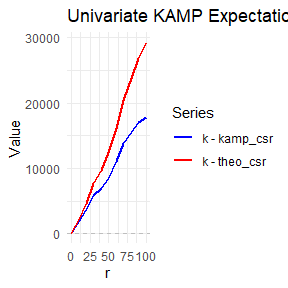 Univariate KAMP Expectatio
30000
20000
10000
0
Value
0 25 50 75 100
r
Series
k - kamp_csr
k - theo_csr